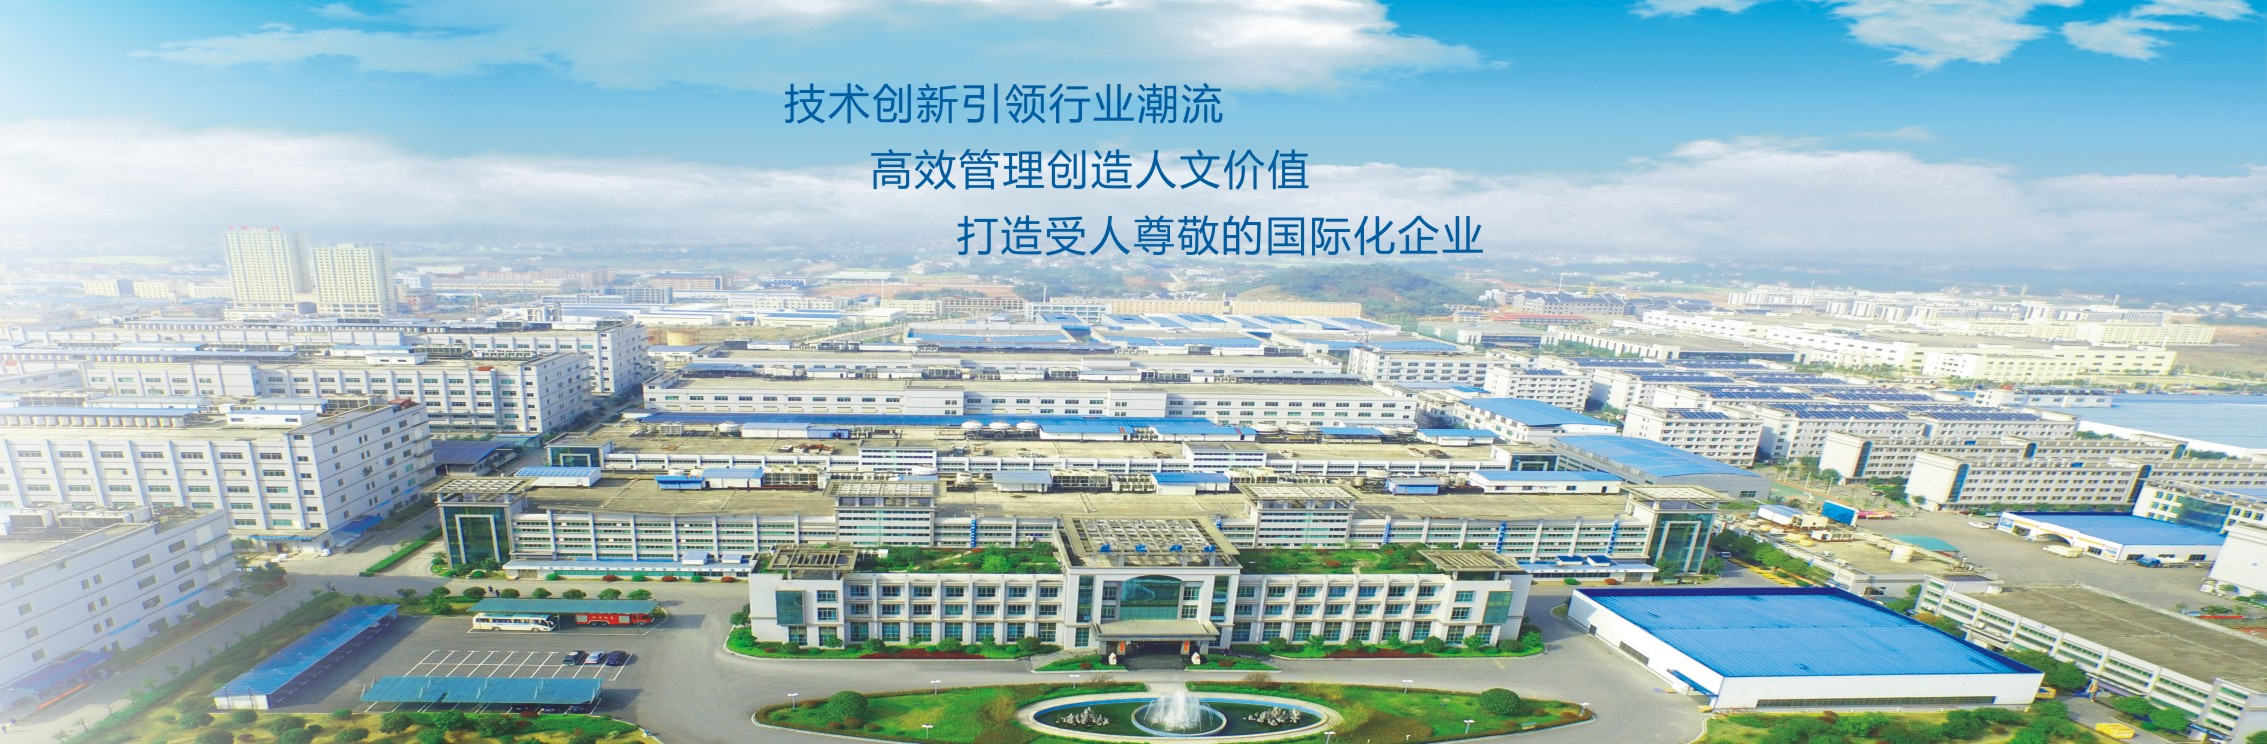 技术创新引领行业潮流
高效管理创造人文价值
打造受人尊敬的国际化企业